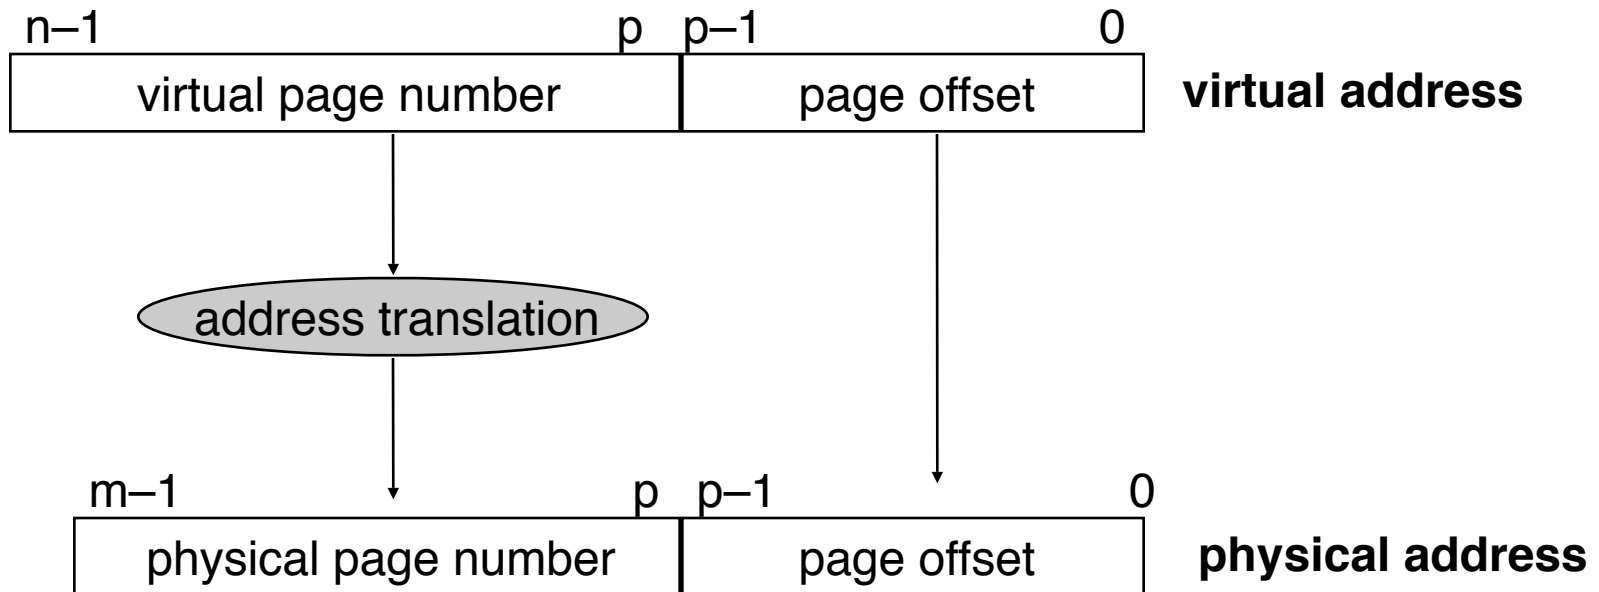 n–1 p p–1 0
virtual page number page offset virtual address
address translation
m–1 p p–1 0
physical page number page offset physical address